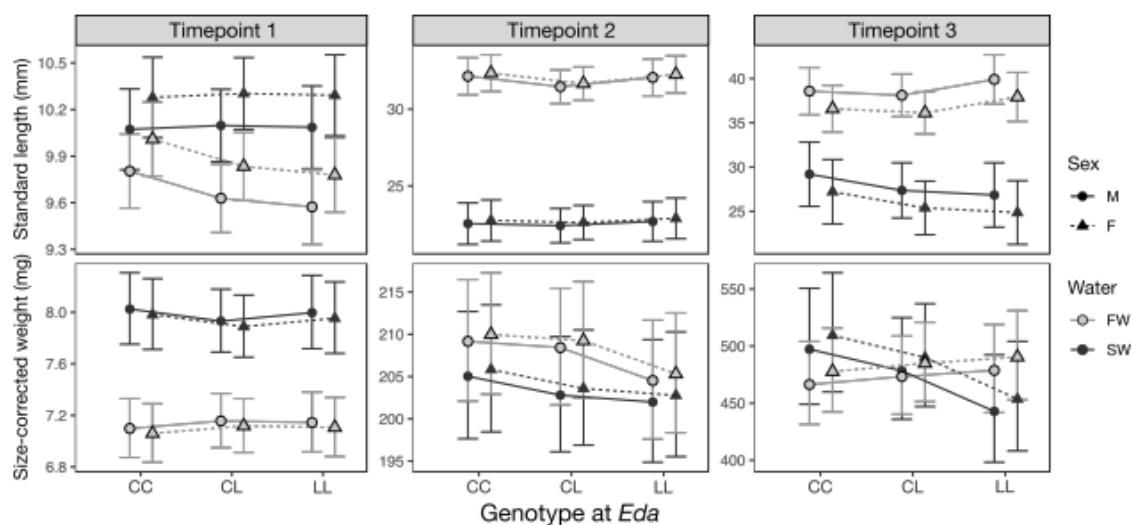 Timepoint 1 Timepoint 2 Timepoint 3
Standard length (mm)
10.5
10.2
9.9
9.6
9.3
32
22
40
35
30
25
Size-corrected weight (mg)
8.0
7.6
7.2
6.8
215
210
205
200
195
550
500
450
400
CC CL LL CC CL LL CC CL LL
Genotype at Eda
Sex
M
F
Water
FW
SW